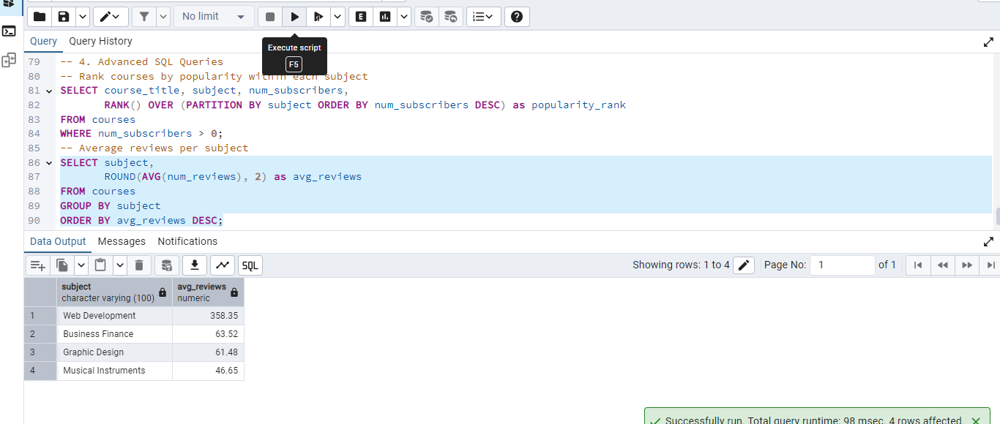 No limit
Query Query History
Execute script
F5
79 -- 4. Advanced SQL Queries
80 -- Rank courses by popularity within each subject
81 SELECT course_title, subject, num_subscribers,
82 RANK() OVER (PARTITION BY subject ORDER BY num_subscribers DESC) as popularity_rank
83 FROM courses
84 WHERE num_subscribers > 0;
85 -- Average reviews per subject
86 SELECT subject,
87 ROUND(AVG(num_reviews), 2) as avg_reviews
88 FROM courses
89 GROUP BY subject
90 ORDER BY avg_reviews DESC;
Data Output Messages Notifications
SQL Showing rows: 1 to 4 Page No: 1 of 1
subject avg_reviews
character varying (100) numeric
1 Web Development 358.35
2 Business Finance 63.52
3 Graphic Design 61.48
4 Musical Instruments 46.65
Successfully run. Total query runtime: 98 msec. 4 rows affected.